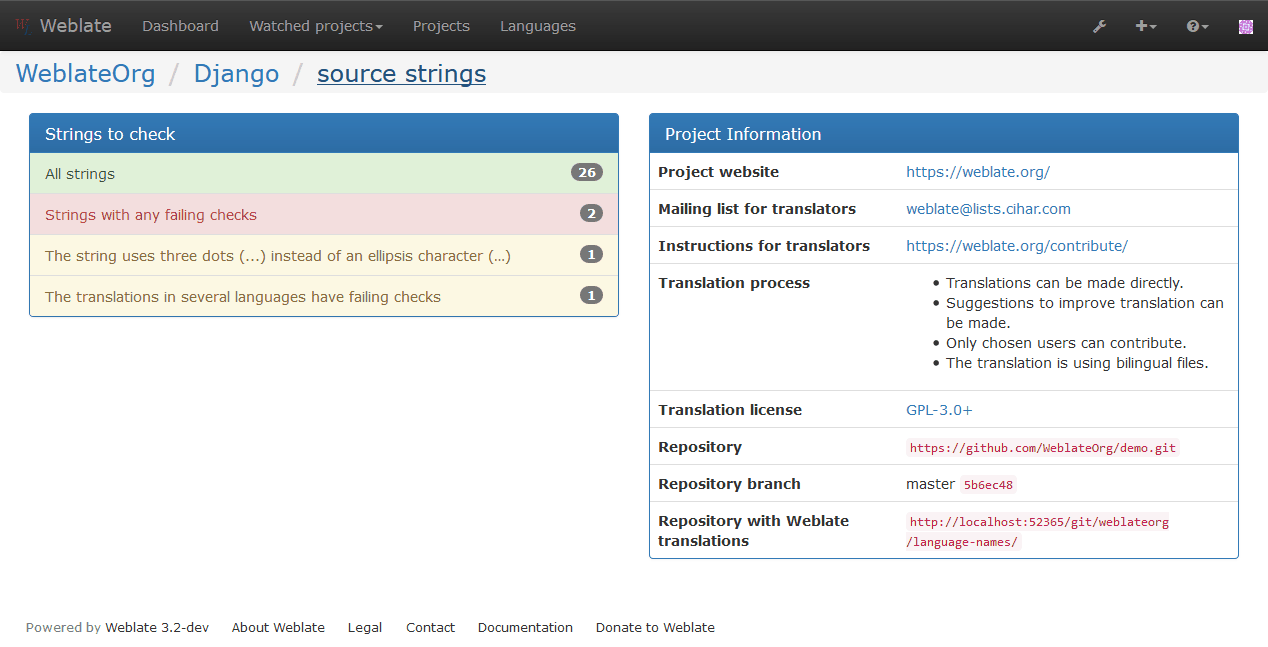 Weblate Dashboard Watched projects Projects Languages
WeblateOrg / Django / source strings
Strings to check
All strings 26
Strings with any failing checks 2
The string uses three dots (...) instead of an ellipsis character (…) 1
The translations in several languages have failing checks 1
Project Information
Project website https://weblate.org/
Mailing list for translators weblate@lists.cihar.com
Instructions for translators https://weblate.org/contribute/
Translation process • Translations can be made directly.
• Suggestions to improve translation can
be made.
• Only chosen users can contribute.
• The translation is using bilingual files.
Translation license GPL-3.0+
Repository https://github.com/WeblateOrg/demo.git
Repository branch master 5b6ec48
Repository with Weblate http://localhost:52365/git/weblateorg
translations /language-names/
Powered by Weblate 3.2-dev About Weblate Legal Contact Documentation Donate to Weblate